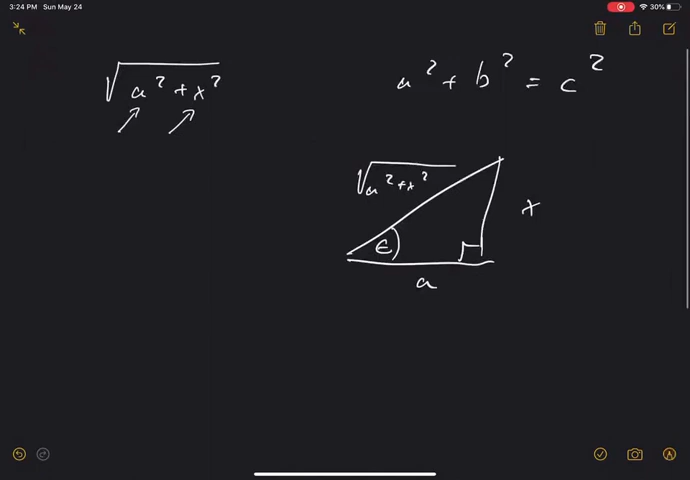 3:24 PM Sun May 24
30%
√(a² + x²)
a² + b² = c²
√(a² + x²)
x
ϵ
a